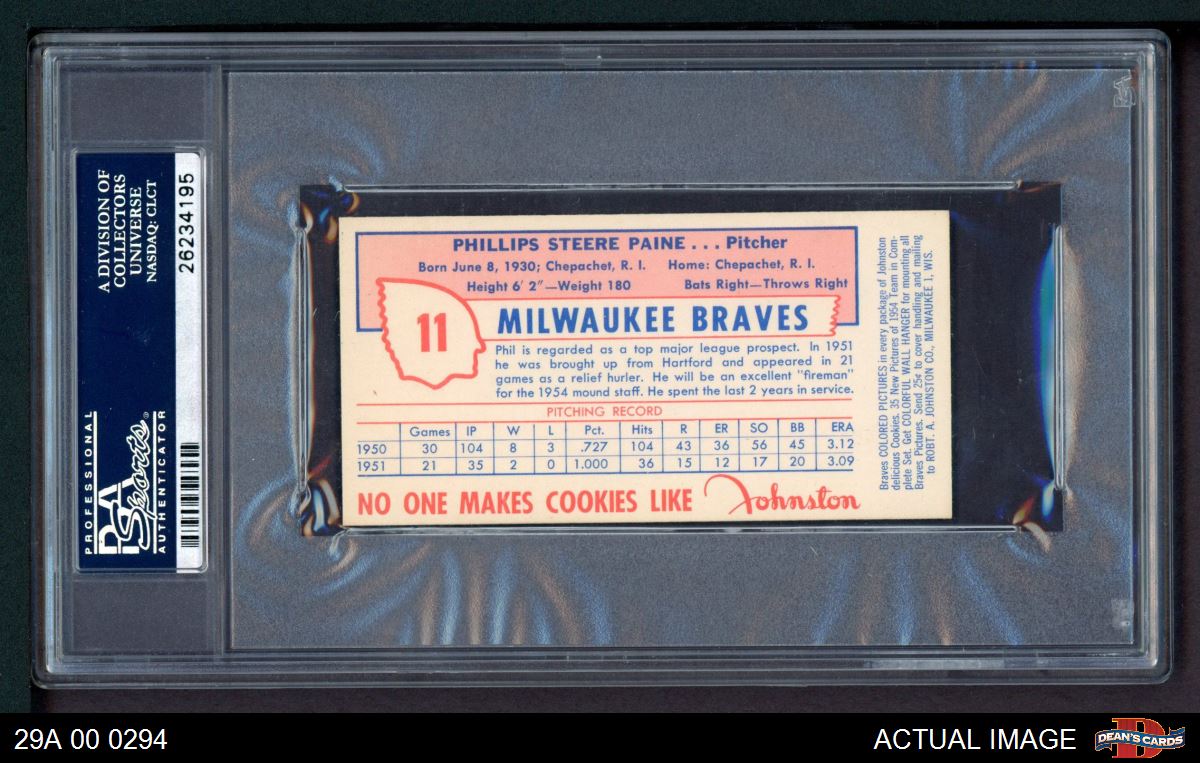 A DIVISION OF
COLLECTORS
UNIVERSE
NASDAQ: CLCT
26234195
PROFESSIONAL
PSA
Sports®
AUTHENTICATOR
PHILLIPS STEERE PAINE . . . Pitcher
Born June 8, 1930; Chepachet, R. I. Home: Chepachet, R. I.
Height 6' 2"—Weight 180 Bats Right—Throws Right
11
MILWAUKEE BRAVES
Phil is regarded as a top major league prospect. In 1951
he was brought up from Hartford and appeared in 21
games as a relief hurler. He will be an excellent "fireman"
for the 1954 mound staff. He spent the last 2 years in service.
PITCHING RECORD
Games IP W L Pct. Hits R ER SO BB ERA
1950 30 104 8 3 .727 104 43 36 56 45 3.12
1951 21 35 2 0 1.000 36 15 12 17 20 3.09
NO ONE MAKES COOKIES LIKE Johnston
Braves COLORED PICTURES in every package of Johnston
delicious Cookies. 35 New Pictures of 1954 Team in Com-
plete Set. Get COLORFUL WALL HANGER for mounting all
Braves Pictures. Send 25¢ to cover handling and mailing
to ROBT. A. JOHNSTON CO., MILWAUKEE 1, WIS.
29A 00 0294
ACTUAL IMAGE
DEAN'S CARDS